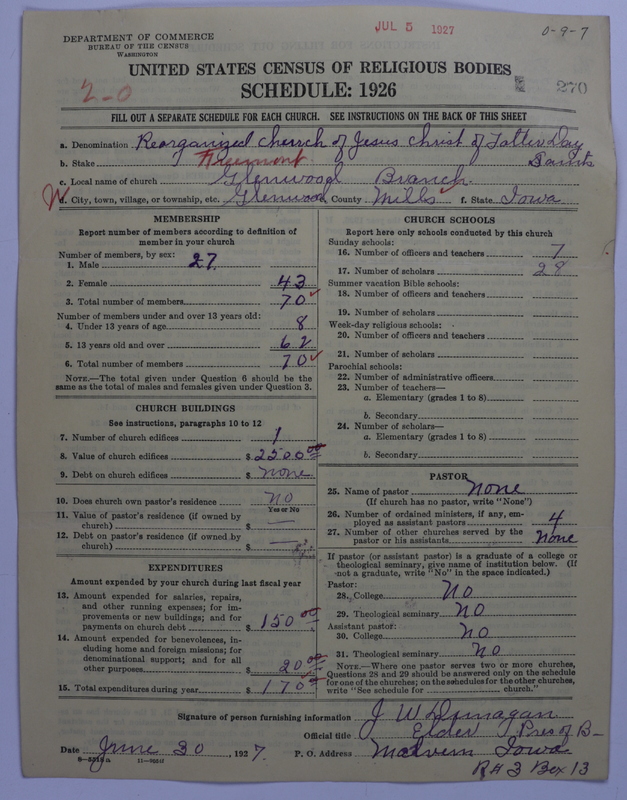 JUL 5 1927
0-9-7
DEPARTMENT OF COMMERCE
BUREAU OF THE CENSUS
WASHINGTON
UNITED STATES CENSUS OF RELIGIOUS BODIES
2-0
SCHEDULE: 1926
270
FILL OUT A SEPARATE SCHEDULE FOR EACH CHURCH. SEE INSTRUCTIONS ON THE BACK OF THIS SHEET
a. Denomination Reorganized church of Jesus Christ of Latter Day
Saints
b. Stake
c. Local name of church Glenwood Branch
d. City, town, village, or township, etc. Glenwood County Mills f. State Iowa
MEMBERSHIP
Report number of members according to definition of
member in your church
Number of members, by sex:
1. Male 27
2. Female 43
3. Total number of members 70
Number of members under and over 13 years old:
4. Under 13 years of age 8
5. 13 years old and over 62
6. Total number of members 70
NOTE.—The total given under Question 6 should be the
same as the total of males and females given under Question 3.
CHURCH BUILDINGS
See instructions, paragraphs 10 to 12
7. Number of church edifices 1
8. Value of church edifices $2500.00
9. Debt on church edifices $ none
10. Does church own pastor's residence no
Yes or No
11. Value of pastor's residence (if owned by
church) $ —
12. Debt on pastor's residence (if owned by
church) $ —
EXPENDITURES
Amount expended by your church during last fiscal year
13. Amount expended for salaries, repairs,
and other running expenses; for im-
provements or new buildings; and for
payments on church debt $ 150.00
14. Amount expended for benevolences, in-
cluding home and foreign missions; for
denominational support; and for all
other purposes $ 20.00
15. Total expenditures during year $ 170.00
CHURCH SCHOOLS
Report here only schools conducted by this church
Sunday schools:
16. Number of officers and teachers 7
17. Number of scholars 28
Summer vacation Bible schools:
18. Number of officers and teachers
19. Number of scholars
Week-day religious schools:
20. Number of officers and teachers
21. Number of scholars
Parochial schools:
22. Number of administrative officers
23. Number of teachers—
a. Elementary (grades 1 to 8)
b. Secondary
24. Number of scholars—
a. Elementary (grades 1 to 8)
b. Secondary
PASTOR
25. Name of pastor none
(If church has no pastor, write "None")
26. Number of ordained ministers, if any, em-
ployed as assistant pastors 4
27. Number of other churches served by the
pastor or his assistants none
If pastor (or assistant pastor) is a graduate of a college or
theological seminary, give name of institution below. (If
not a graduate, write "No" in the space indicated.)
Pastor:
28. College No
29. Theological seminary No
Assistant pastor:
30. College no
31. Theological seminary no
NOTE.—Where one pastor serves two or more churches,
Questions 28 and 29 should be answered only on the schedule
for one of the churches; on the schedules for the other churches,
write "See schedule for church."
Signature of person furnishing information J W Dunagan
Official title Elder Pres of B-
Date June 30, 1927. P. O. Address Malvern Iowa
R # 3 Box 13